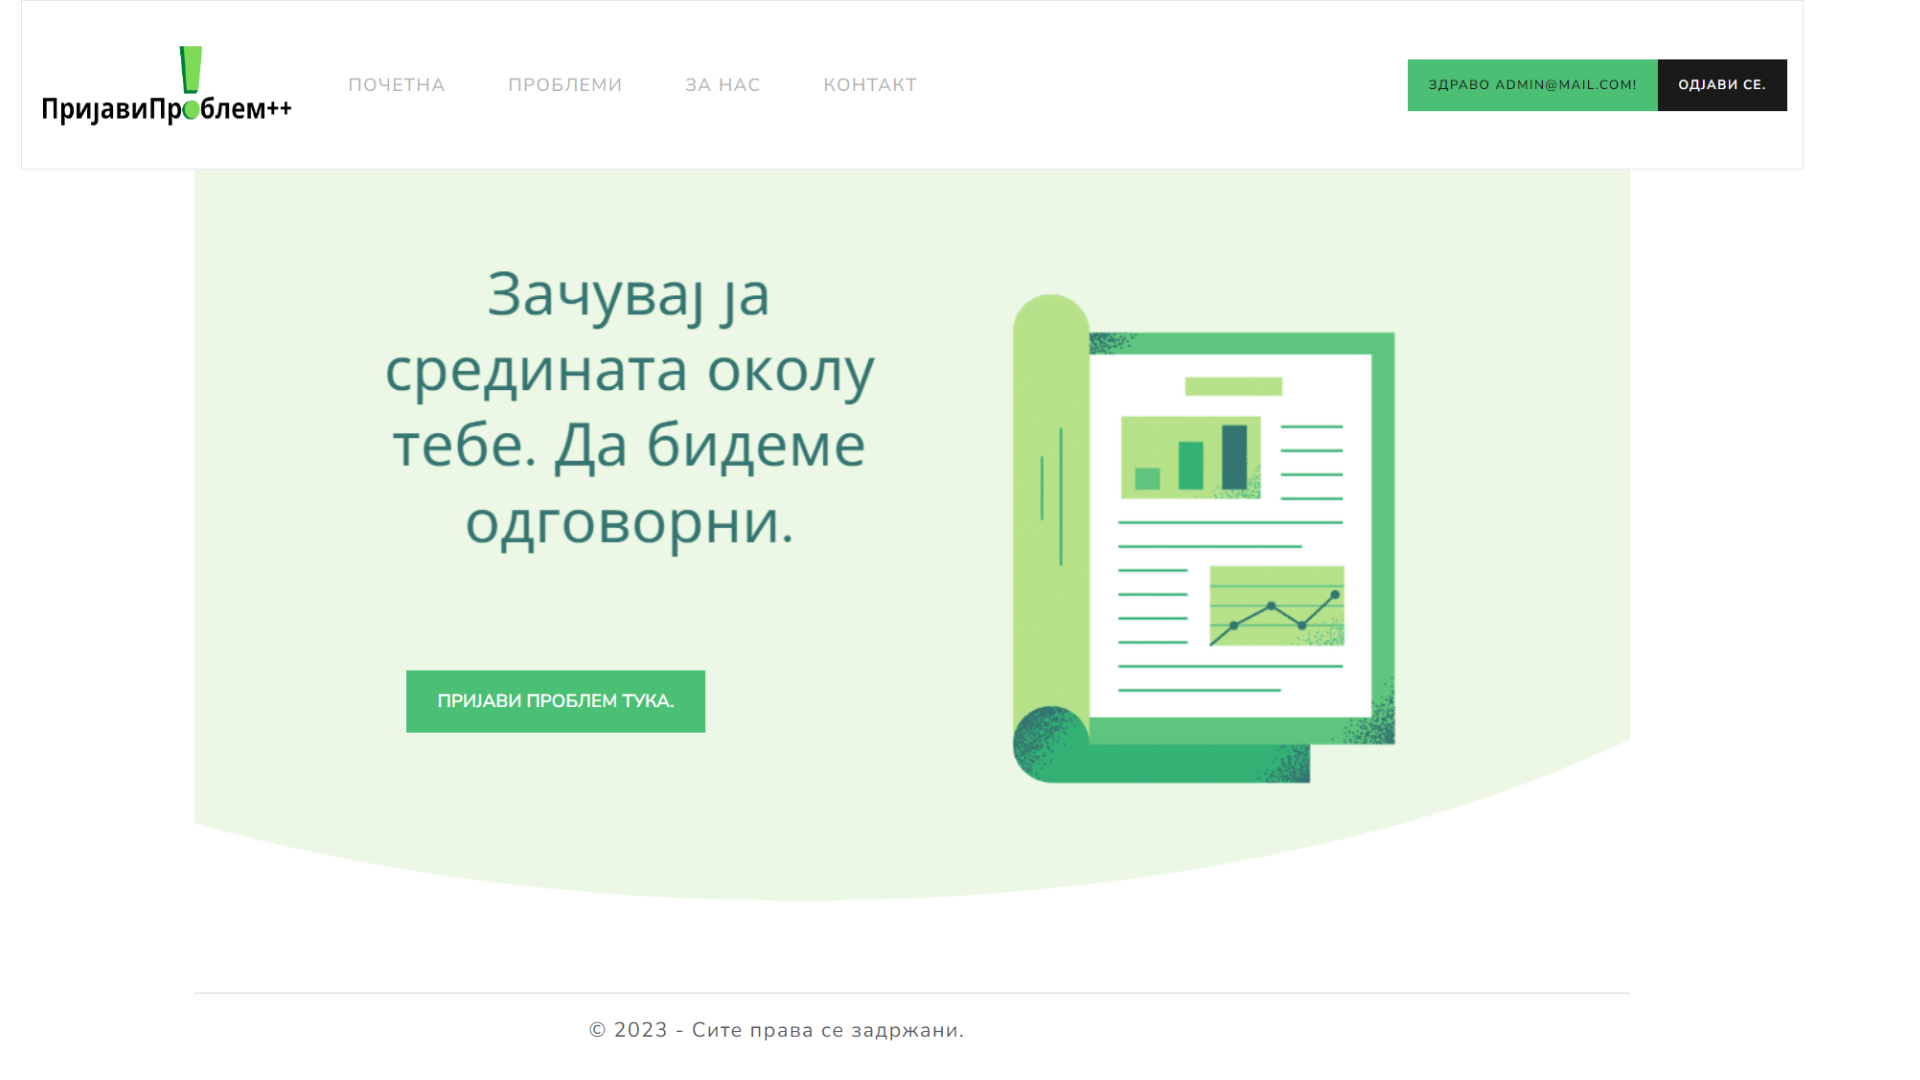 ПријавиПроблем++
ПОЧЕТНА
ПРОБЛЕМИ
ЗА НАС
КОНТАКТ
ЗДРАВО ADMIN@MAIL.COM!
ОДЈАВИ СЕ.
Зачувај ја
средината околу
тебе. Да бидеме
одговорни.
ПРИЈАВИ ПРОБЛЕМ ТУКА.
© 2023 - Сите права се задржани.